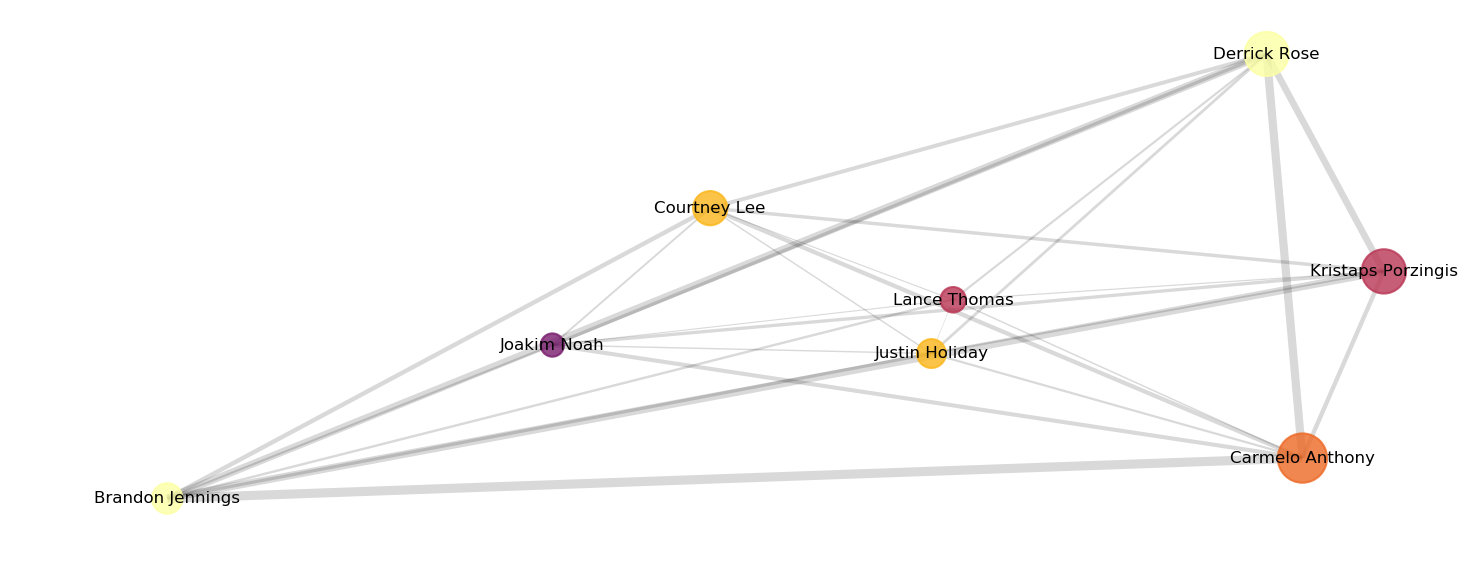 Derrick Rose
Courtney Lee
Kristaps Porzingis
Lance Thomas
Joakim Noah
Justin Holiday
Carmelo Anthony
Brandon Jennings